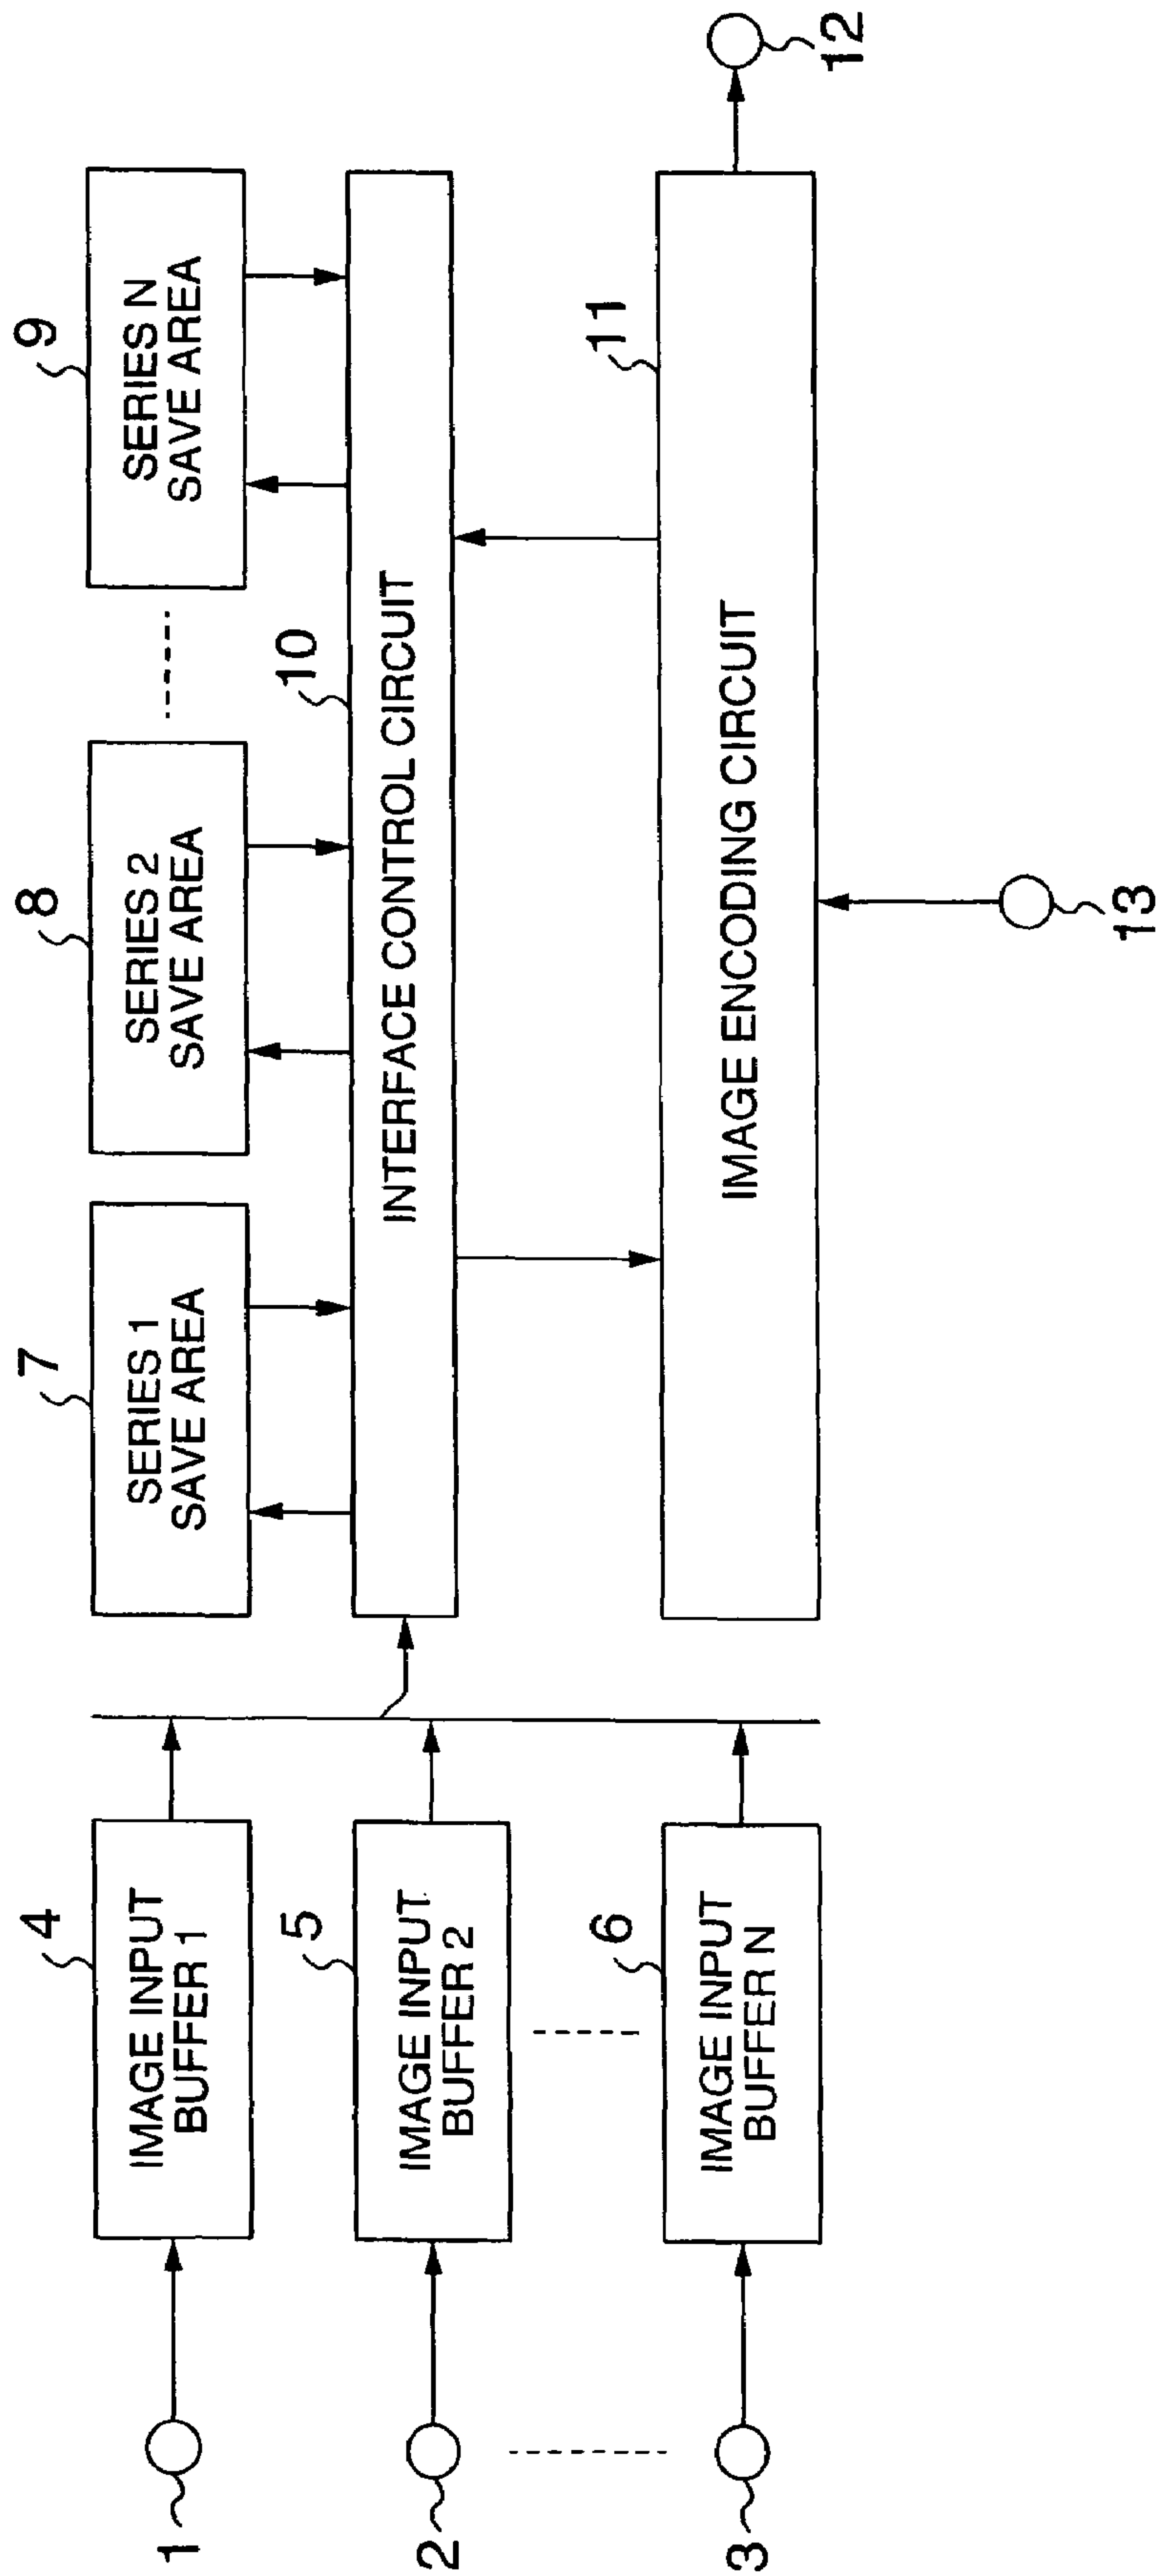 9
SERIES N
SAVE AREA
8
SERIES 2
SAVE AREA
7
SERIES 1
SAVE AREA
10
INTERFACE CONTROL CIRCUIT
11
IMAGE ENCODING CIRCUIT
12
13
4
IMAGE INPUT
BUFFER 1
5
IMAGE INPUT
BUFFER 2
6
IMAGE INPUT
BUFFER N
1
2
3